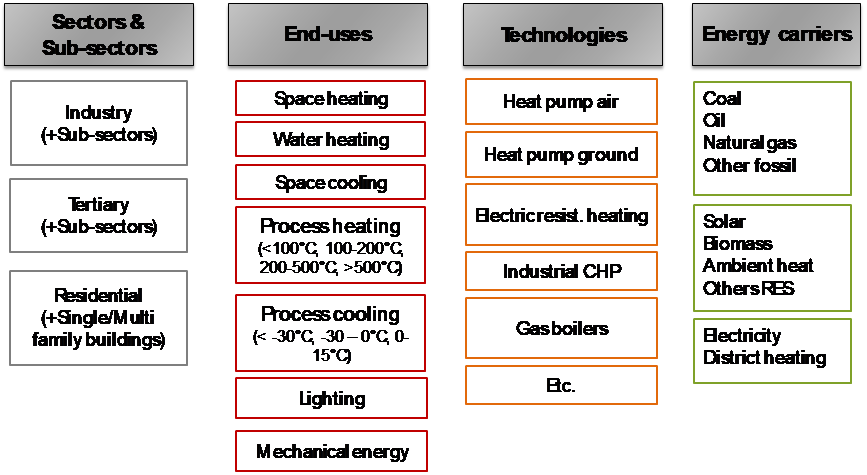 Sectors &
Sub-sectors
Industry
(+Sub-sectors)
Tertiary
(+Sub-sectors)
Residential
(+Single/Multi
family buildings)
End-uses
Space heating
Water heating
Space cooling
Process heating
(<100°C, 100-200°C,
200-500°C, >500°C)
Process cooling
(< -30°C, -30 – 0°C, 0-
15°C)
Lighting
Mechanical energy
Technologies
Heat pump air
Heat pump ground
Electric resist. heating
Industrial CHP
Gas boilers
Etc.
Energy carriers
Coal
Oil
Natural gas
Other fossil
Solar
Biomass
Ambient heat
Others RES
Electricity
District heating